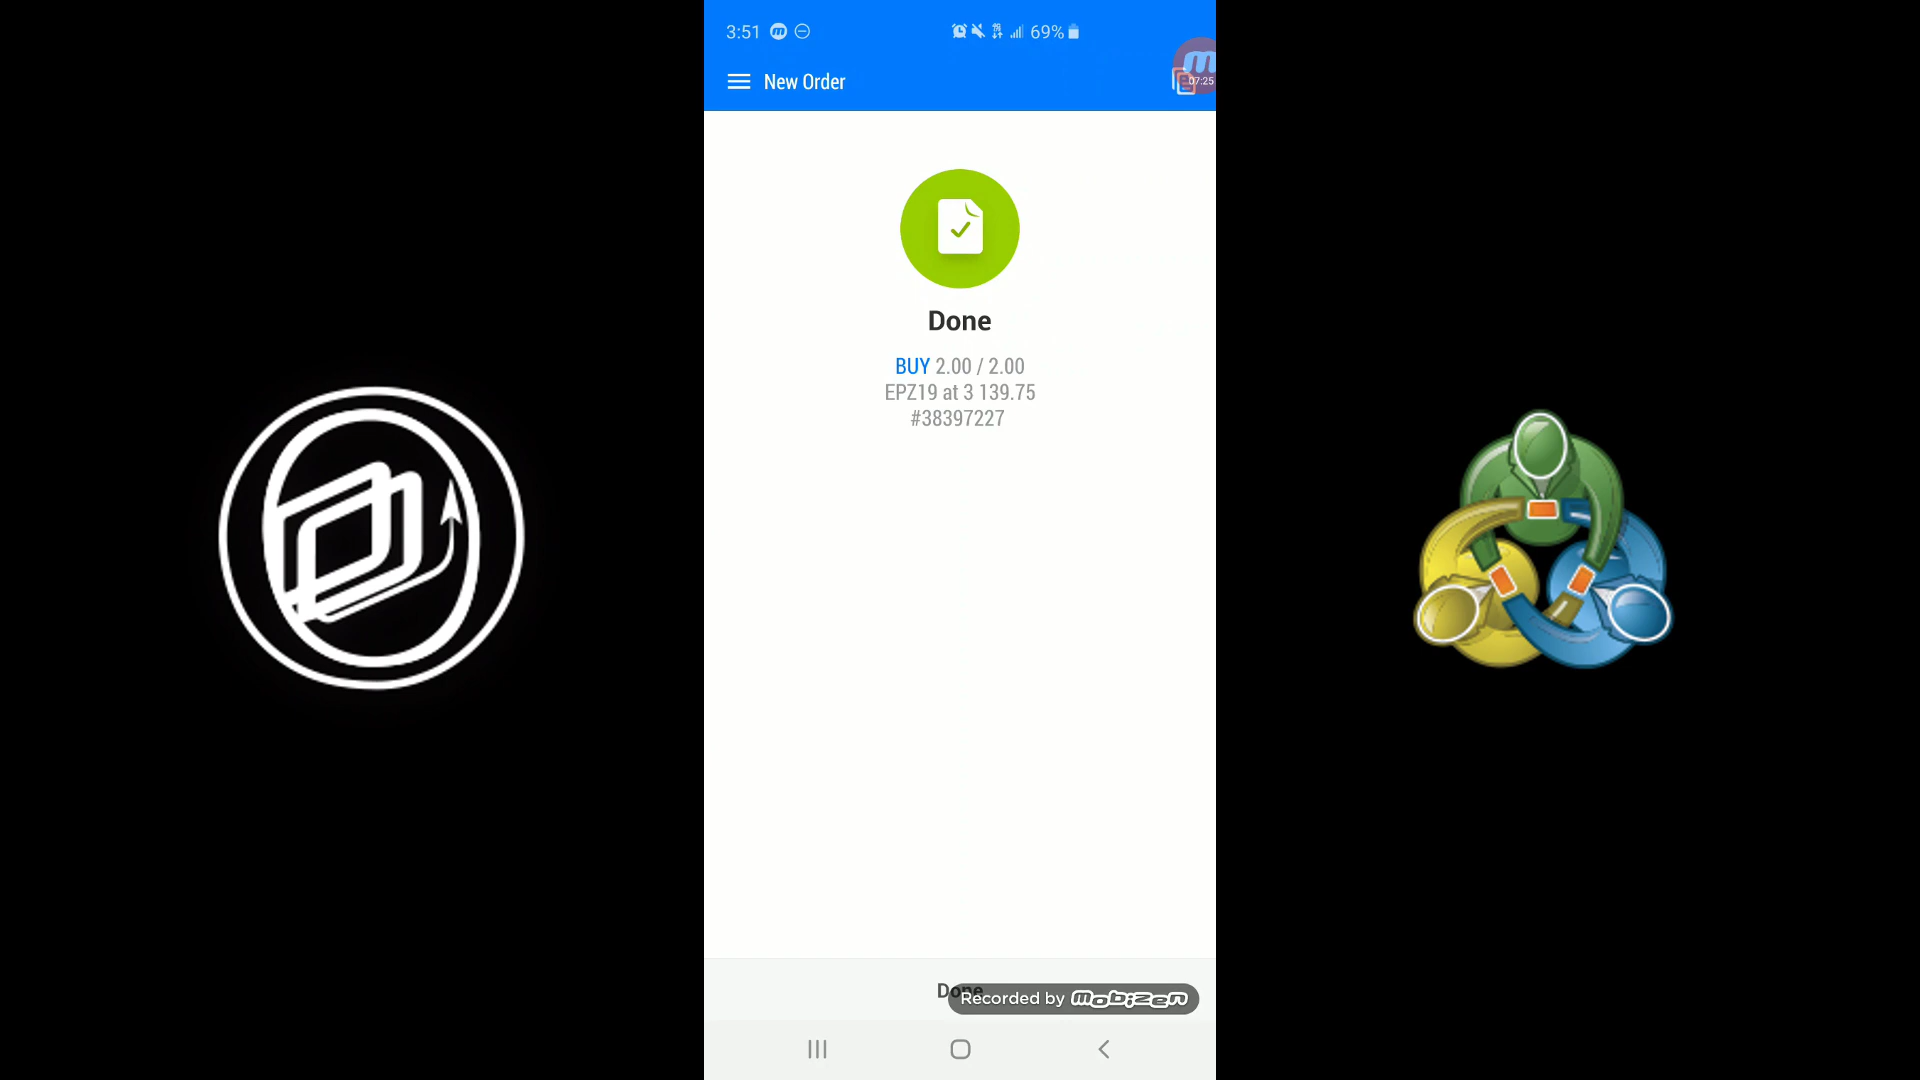 3:51
69%
New Order
07:25
Done
BUY 2.00 / 2.00
EPZ19 at 3 139.75
#38397227
Done
Recorded by mobizen